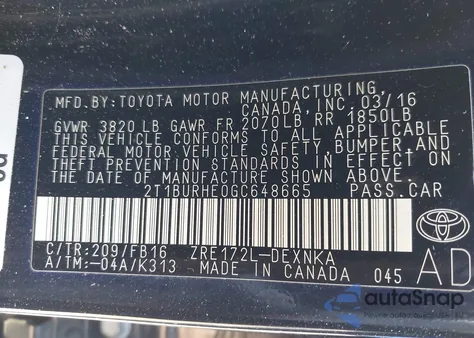 MFD. BY: TOYOTA MOTOR MANUFACTURING,
CANADA, INC. 03/16
GVWR 3820 LB GAWR FR 2070LB RR 1850LB
THIS VEHICLE CONFORMS TO ALL APPLICABLE
FEDERAL MOTOR VEHICLE SAFETY, BUMPER, AND
THEFT PREVENTION STANDARDS IN EFFECT ON
THE DATE OF MANUFACTURE SHOWN ABOVE.
2T1BURHE0GC648665 PASS. CAR
C/TR: 209/FB16 ZRE172L-DEXNKA
A/TM: -04A/K313 MADE IN CANADA 045
AD
TOYOTA
autoSnap